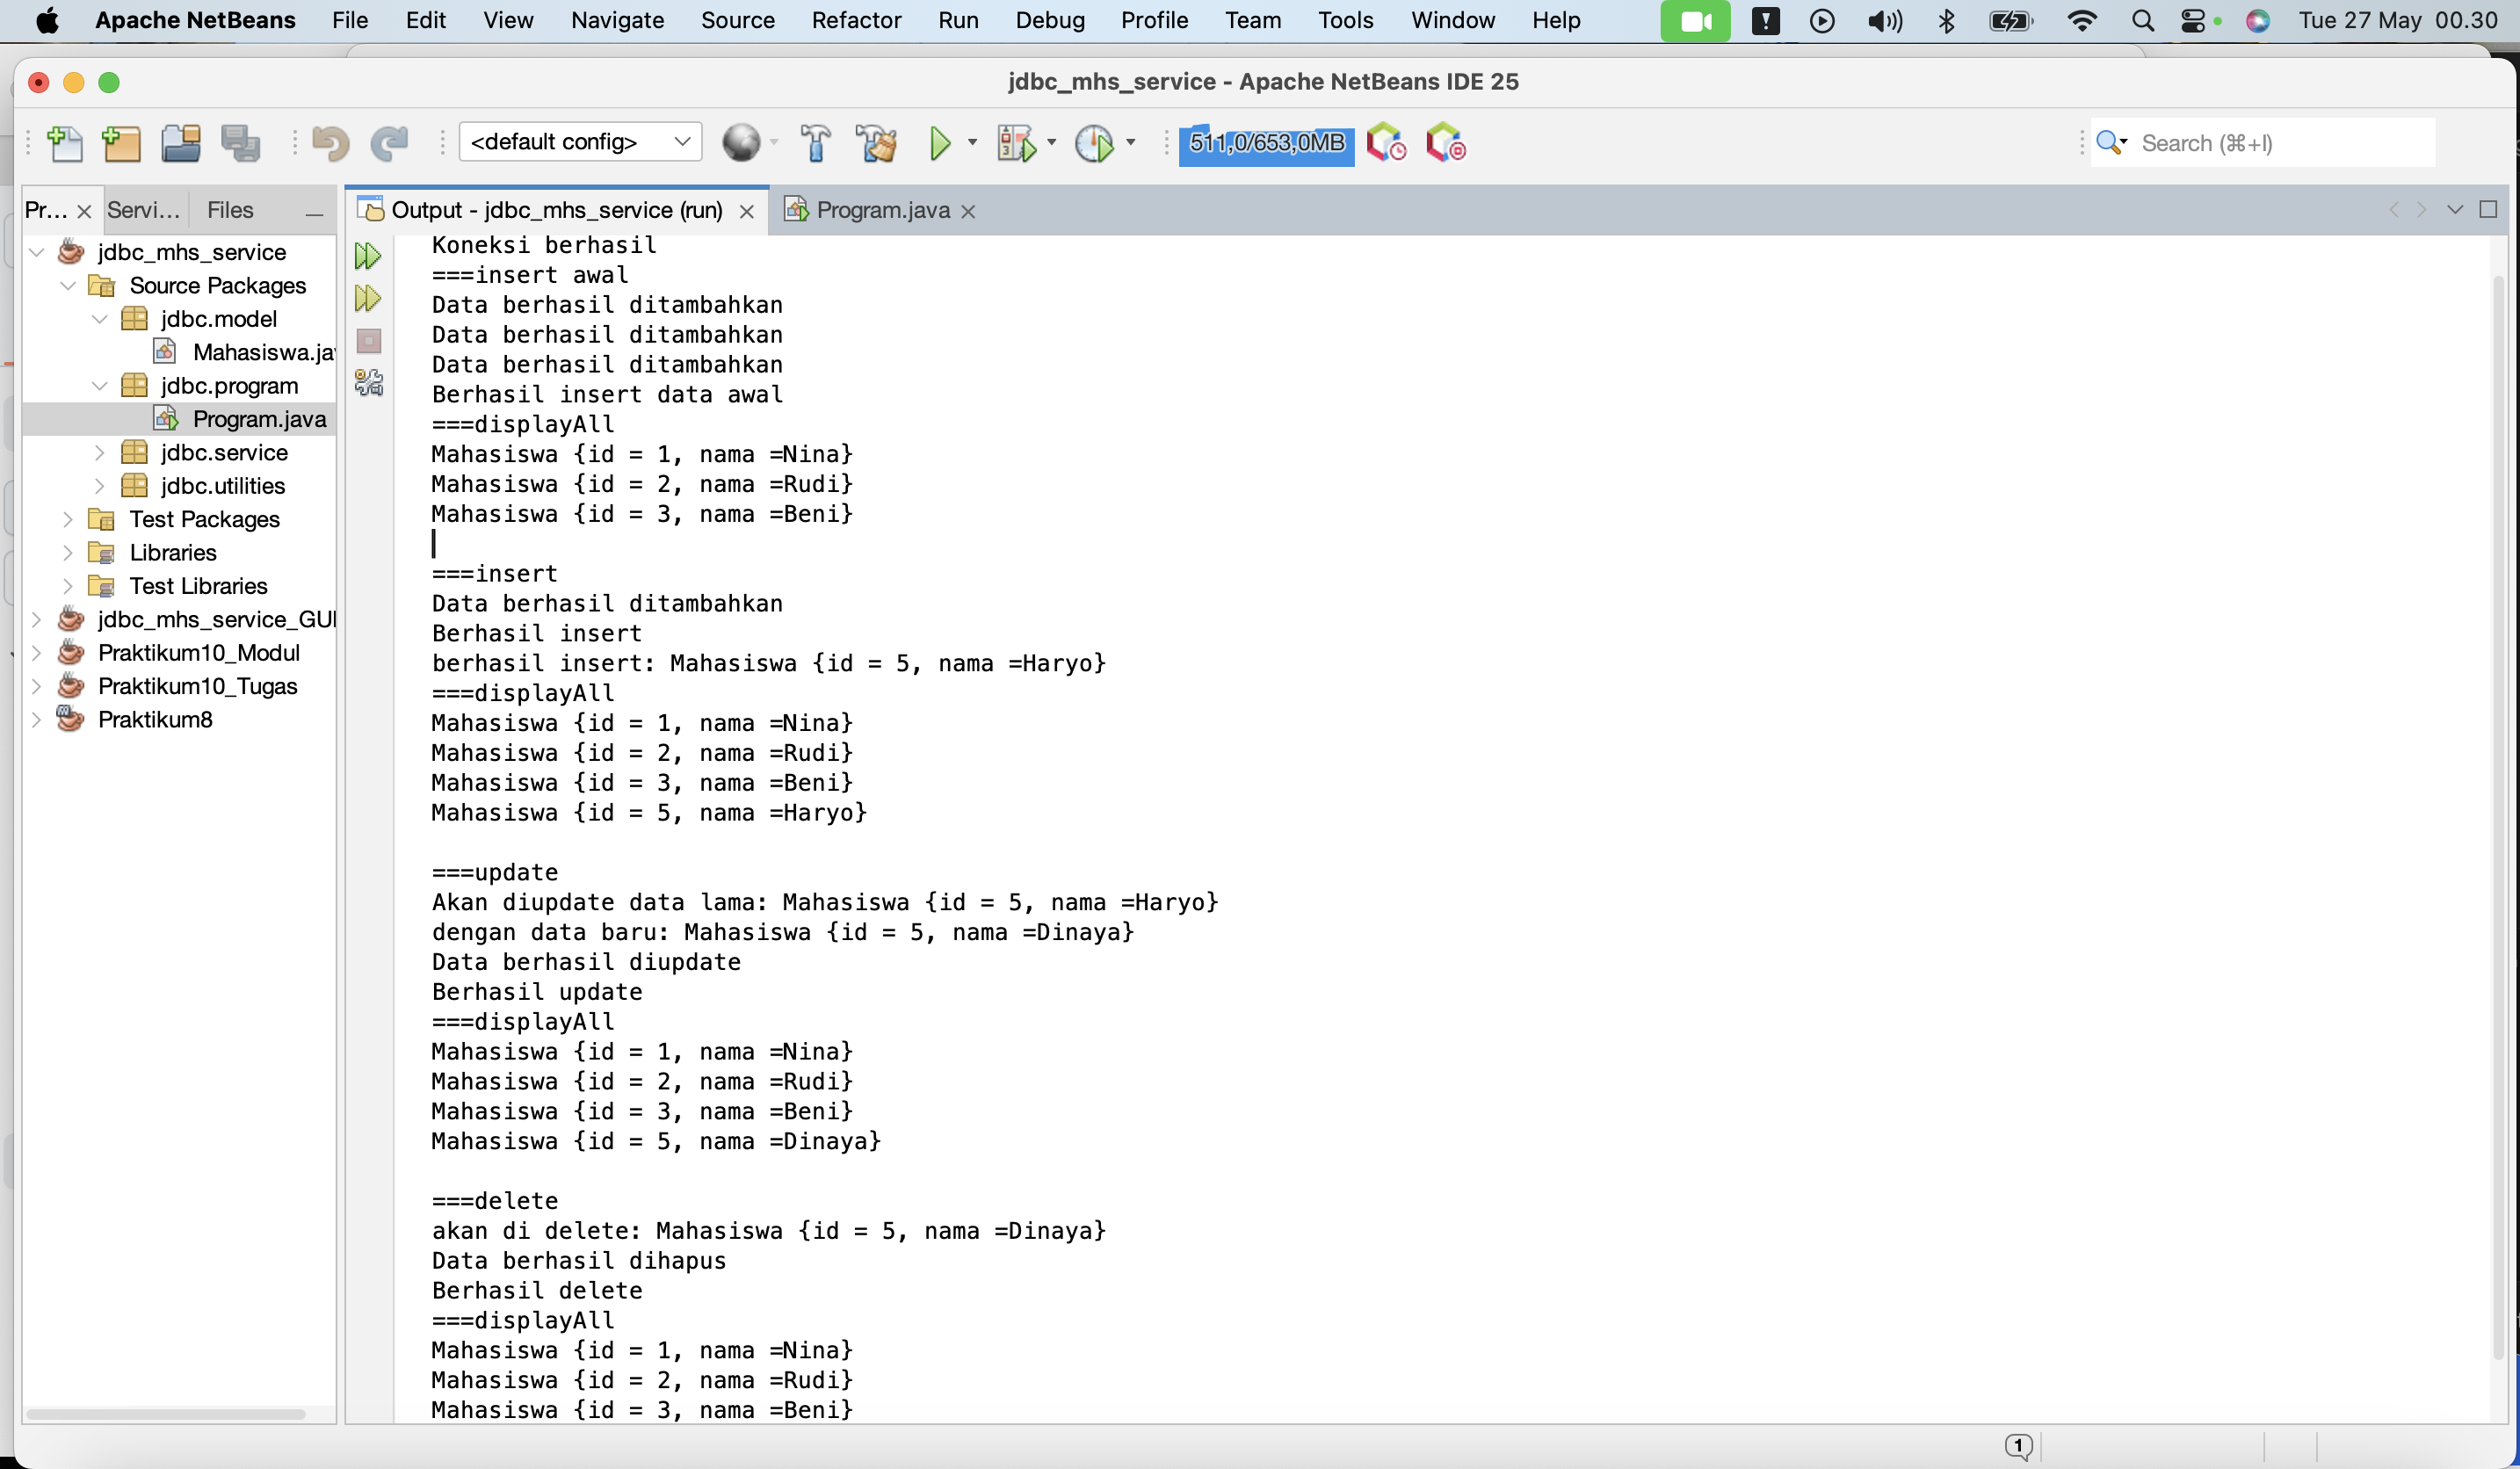 Apache NetBeans File Edit View Navigate Source Refactor Run Debug Profile Team Tools Window Help Tue 27 May 00.30
jdbc_mhs_service - Apache NetBeans IDE 25
<default config> 511,0/653,0MB Search (⌘+I)
Pr... Servi... Files
Output - jdbc_mhs_service (run) Program.java
jdbc_mhs_service
Source Packages
jdbc.model
Mahasiswa.ja
jdbc.program
Program.java
jdbc.service
jdbc.utilities
Test Packages
Libraries
Test Libraries
jdbc_mhs_service_GUI
Praktikum10_Modul
Praktikum10_Tugas
Praktikum8
Koneksi berhasil
===insert awal
Data berhasil ditambahkan
Data berhasil ditambahkan
Data berhasil ditambahkan
Berhasil insert data awal
===displayAll
Mahasiswa {id = 1, nama =Nina}
Mahasiswa {id = 2, nama =Rudi}
Mahasiswa {id = 3, nama =Beni}
===insert
Data berhasil ditambahkan
Berhasil insert
berhasil insert: Mahasiswa {id = 5, nama =Haryo}
===displayAll
Mahasiswa {id = 1, nama =Nina}
Mahasiswa {id = 2, nama =Rudi}
Mahasiswa {id = 3, nama =Beni}
Mahasiswa {id = 5, nama =Haryo}
===update
Akan diupdate data lama: Mahasiswa {id = 5, nama =Haryo}
dengan data baru: Mahasiswa {id = 5, nama =Dinaya}
Data berhasil diupdate
Berhasil update
===displayAll
Mahasiswa {id = 1, nama =Nina}
Mahasiswa {id = 2, nama =Rudi}
Mahasiswa {id = 3, nama =Beni}
Mahasiswa {id = 5, nama =Dinaya}
===delete
akan di delete: Mahasiswa {id = 5, nama =Dinaya}
Data berhasil dihapus
Berhasil delete
===displayAll
Mahasiswa {id = 1, nama =Nina}
Mahasiswa {id = 2, nama =Rudi}
Mahasiswa {id = 3, nama =Beni}
1